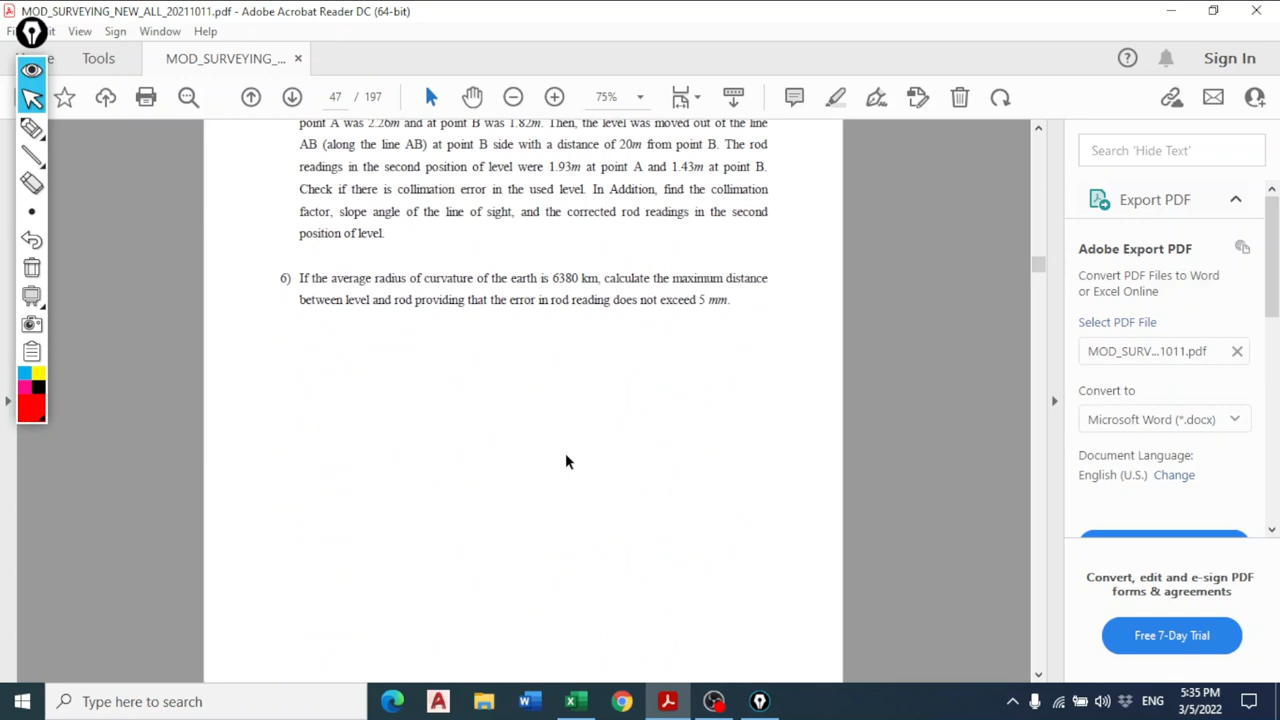 MOD_SURVEYING_NEW_ALL_20211011.pdf - Adobe Acrobat Reader DC (64-bit)
View Sign Window Help
Tools MOD_SURVEYING_... ×
Sign In
47 / 197
75%
point A was 2.26m and at point B was 1.82m. Then, the level was moved out of the line
AB (along the line AB) at point B side with a distance of 20m from point B. The rod
readings in the second position of level were 1.93m at point A and 1.43m at point B.
Check if there is collimation error in the used level. In Addition, find the collimation
factor, slope angle of the line of sight, and the corrected rod readings in the second
position of level.
6) If the average radius of curvature of the earth is 6380 km, calculate the maximum distance
between level and rod providing that the error in rod reading does not exceed 5 mm.
Search 'Hide Text'
Export PDF
Adobe Export PDF
Convert PDF Files to Word
or Excel Online
Select PDF File
MOD_SURV...1011.pdf
Convert to
Microsoft Word (*.docx)
Document Language:
English (U.S.) Change
Convert, edit and e-sign PDF
forms & agreements
Free 7-Day Trial
Type here to search
ENG
5:35 PM
3/5/2022